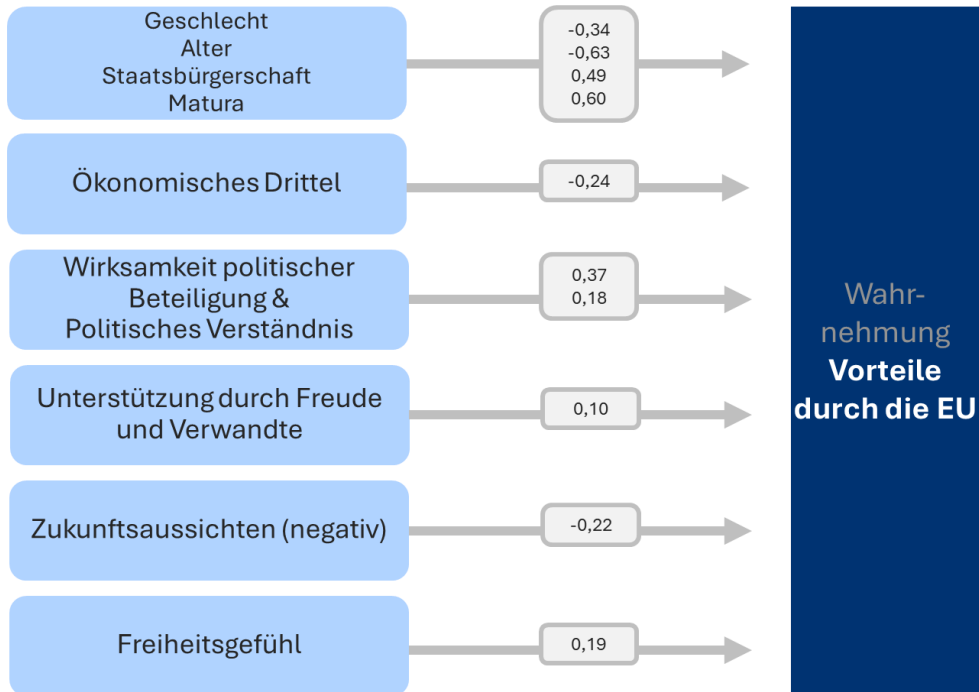 Geschlecht
Alter
Staatsbürgerschaft
Matura
-0,34
-0,63
0,49
0,60
Ökonomisches Drittel
-0,24
Wirksamkeit politischer
Beteiligung &
Politisches Verständnis
0,37
0,18
Unterstützung durch Freude
und Verwandte
0,10
Zukunftsaussichten (negativ)
-0,22
Freiheitsgefühl
0,19
Wahr-
nehmung
Vorteile
durch die EU